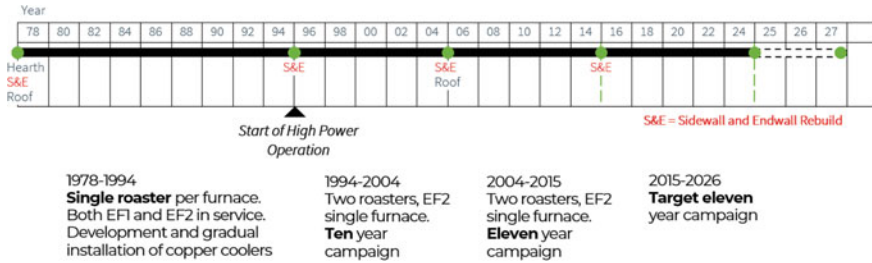 Year
78 80 82 84 86 88 90 92 94 96 98 00 02 04 06 08 10 12 14 16 18 20 22 24 25 26 27
Hearth S&E S&E S&E
S&E Roof
Roof
S&E = Sidewall and Endwall Rebuild
Start of High Power
Operation
1978-1994
Single roaster per furnace.
Both EF1 and EF2 in service.
Development and gradual
installation of copper coolers
1994-2004
Two roasters, EF2
single furnace.
Ten year
campaign
2004-2015
Two roasters, EF2
single furnace.
Eleven year
campaign
2015-2026
Target eleven
year campaign